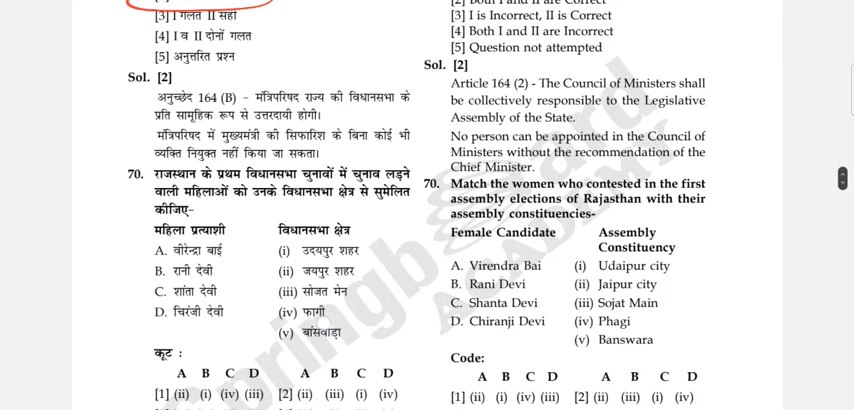 [3] I गलत II सही
[4] I व II दोनों गलत
[5] अनुत्तरित प्रश्न
Sol. [2]
अनुच्छेद 164 (B) – मंत्रिपरिषद राज्य की विधानसभा के
प्रति सामूहिक रूप से उत्तरदायी होगी।
मंत्रिपरिषद में मुख्यमंत्री की सिफारिश के बिना कोई भी
व्यक्ति नियुक्त नहीं किया जा सकता।
70. राजस्थान के प्रथम विधानसभा चुनावों में चुनाव लड़ने
वाली महिलाओं को उनके विधानसभा क्षेत्र से सुमेलित
कीजिए-
महिला प्रत्याशी विधानसभा क्षेत्र
A. वीरेन्द्रा बाई (i) उदयपुर शहर
B. रानी देवी (ii) जयपुर शहर
C. शांता देवी (iii) सोजत मेन
D. चिरंजी देवी (iv) फागी
(v) बांसवाड़ा
कूट :
A B C D A B C D
[1] (ii) (i) (iv) (iii) [2] (ii) (iii) (i) (iv)
[2] Both I and II are Correct
[3] I is Incorrect, II is Correct
[4] Both I and II are Incorrect
[5] Question not attempted
Sol. [2]
Article 164 (2) - The Council of Ministers shall
be collectively responsible to the Legislative
Assembly of the State.
No person can be appointed in the Council of
Ministers without the recommendation of the
Chief Minister.
70. Match the women who contested in the first
assembly elections of Rajasthan with their
assembly constituencies-
Female Candidate Assembly
Constituency
A. Virendra Bai (i) Udaipur city
B. Rani Devi (ii) Jaipur city
C. Shanta Devi (iii) Sojat Main
D. Chiranji Devi (iv) Phagi
(v) Banswara
Code:
A B C D A B C D
[1] (ii) (i) (iv) (iii) [2] (ii) (iii) (i) (iv)
Springboard
ACADEMY